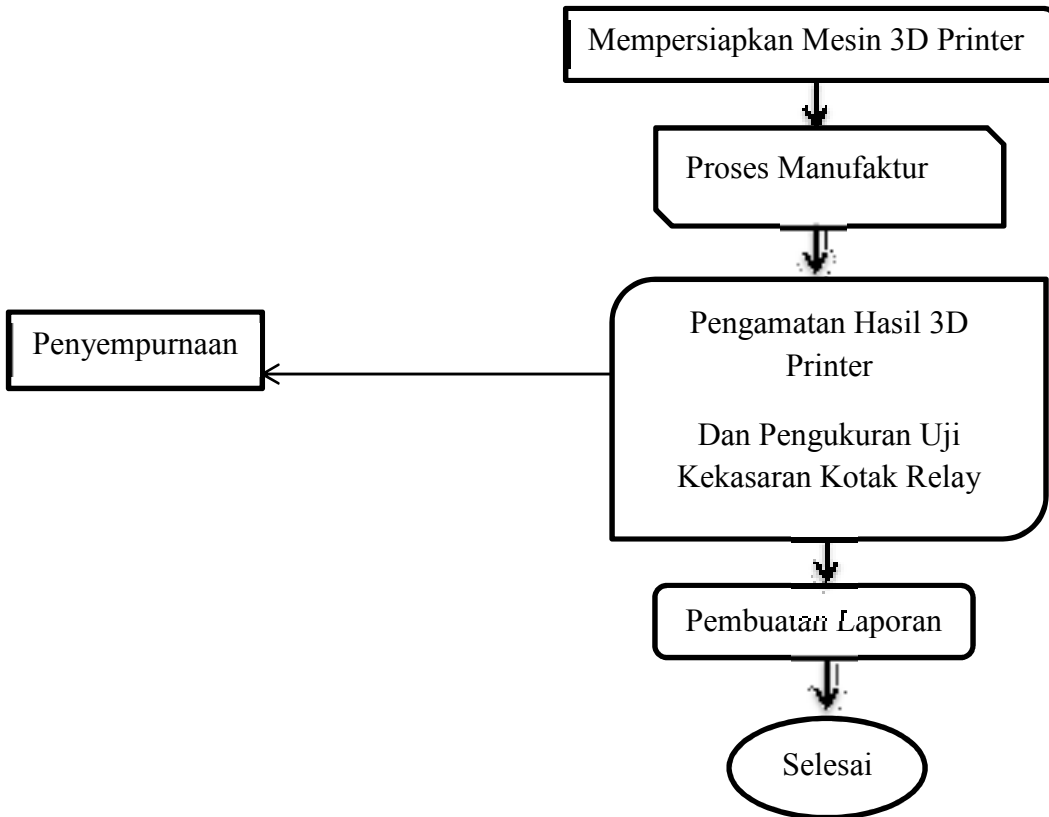 Mempersiapkan Mesin 3D Printer
Proses Manufaktur
Pengamatan Hasil 3D
Printer
Dan Pengukuran Uji
Kekasaran Kotak Relay
Penyempurnaan
Pembuatan Laporan
Selesai